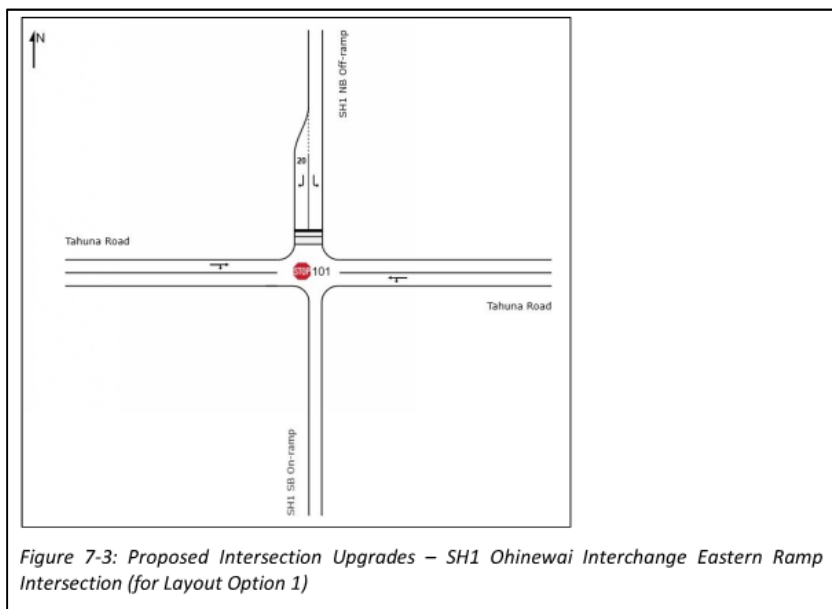 N
SH1 NB Off-ramp
20
Tahuna Road
STOP 101
Tahuna Road
SH1 SB On-ramp
Figure 7-3: Proposed Intersection Upgrades – SH1 Ohinewai Interchange Eastern Ramp
Intersection (for Layout Option 1)